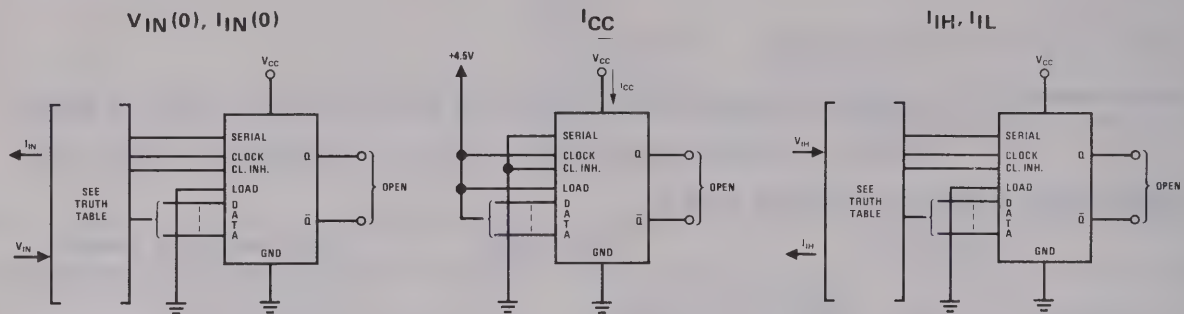 VIN(0), IIN(0)
VCC
IIN
VIN
SEE
TRUTH
TABLE
SERIAL
CLOCK
CL. INH.
LOAD
D
A
T
A
Q
Q̄
GND
OPEN
ICC
+4.5V
VCC
ICC
SERIAL
CLOCK
CL. INH.
LOAD
D
A
T
A
Q
Q̄
GND
OPEN
IIH, IIL
VCC
VIH
IIH
SEE
TRUTH
TABLE
SERIAL
CLOCK
CL. INH.
LOAD
D
A
T
A
Q
Q̄
GND
OPEN